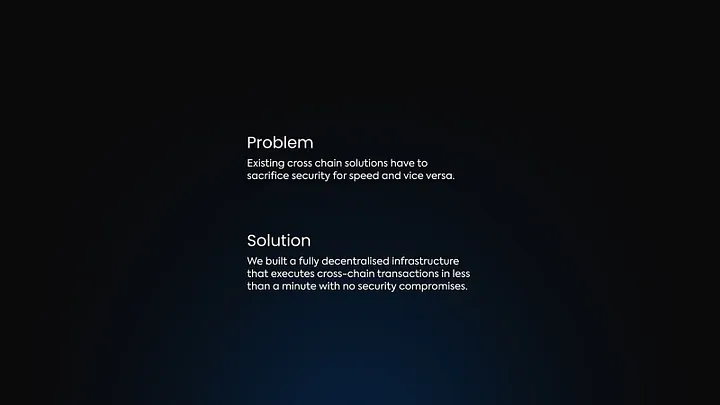 Problem
Existing cross chain solutions have to
sacrifice security for speed and vice versa.
Solution
We built a fully decentralised infrastructure
that executes cross-chain transactions in less
than a minute with no security compromises.